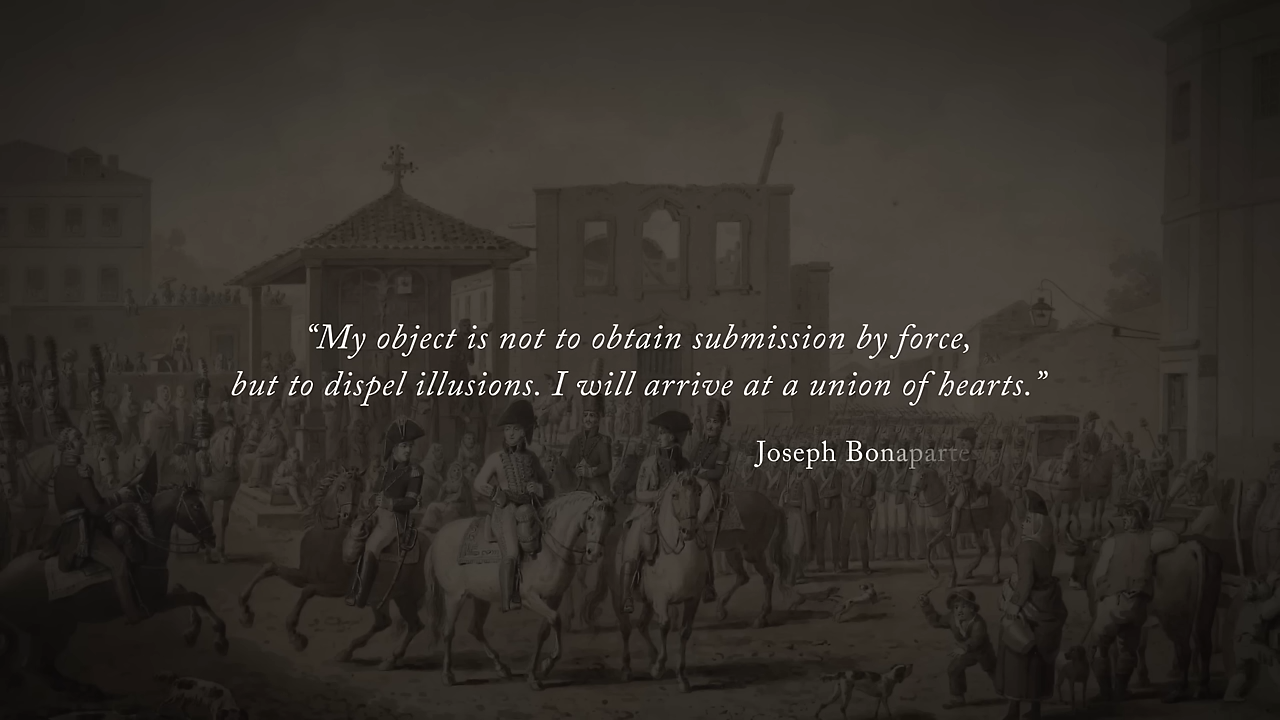 “My object is not to obtain submission by force,
but to dispel illusions. I will arrive at a union of hearts.”
Joseph Bonaparte